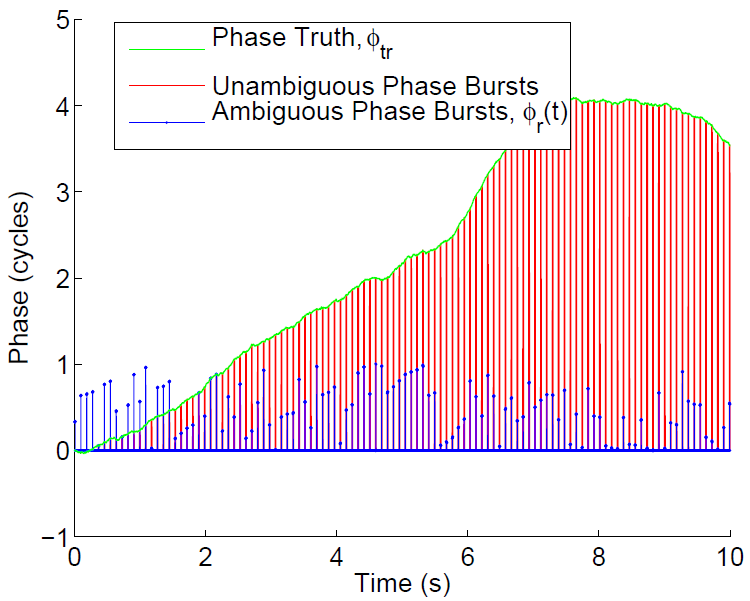 5
4
3
2
1
0
−1
Phase (cycles)
Phase Truth, ϕtr
Unambiguous Phase Bursts
Ambiguous Phase Bursts, ϕr(t)
0 2 4 6 8 10
Time (s)